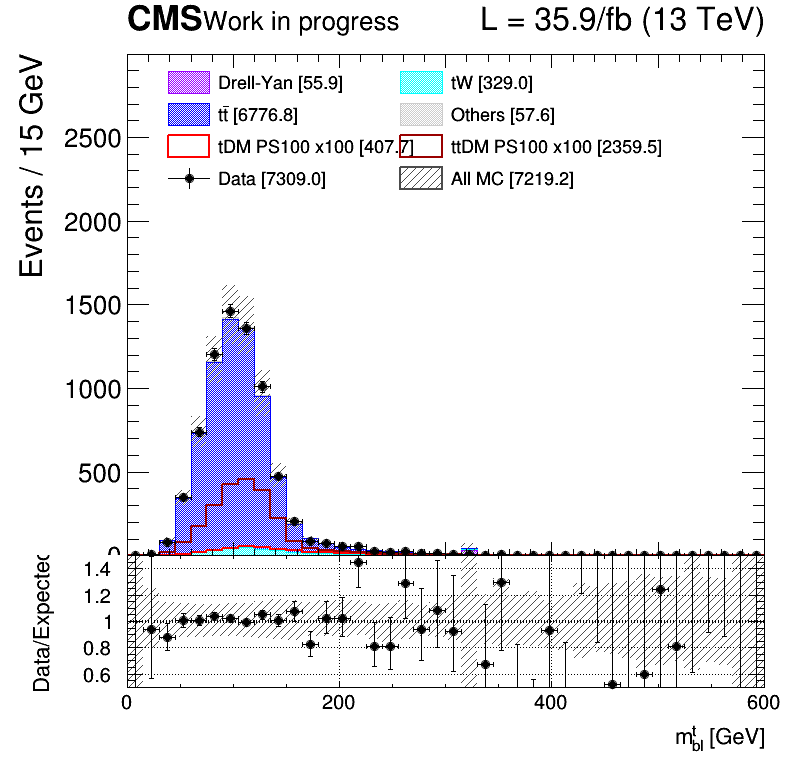 CMS Work in progress L = 35.9/fb (13 TeV)
Events / 15 GeV
Drell-Yan [55.9] tW [329.0]
tt̄ [6776.8] Others [57.6]
tDM PS100 x100 [407.7] ttDM PS100 x100 [2359.5]
Data [7309.0] All MC [7219.2]
2500
2000
1500
1000
500
0
Data/Expected
1.4
1.2
1
0.8
0.6
0 200 400 600
m^t_bl [GeV]